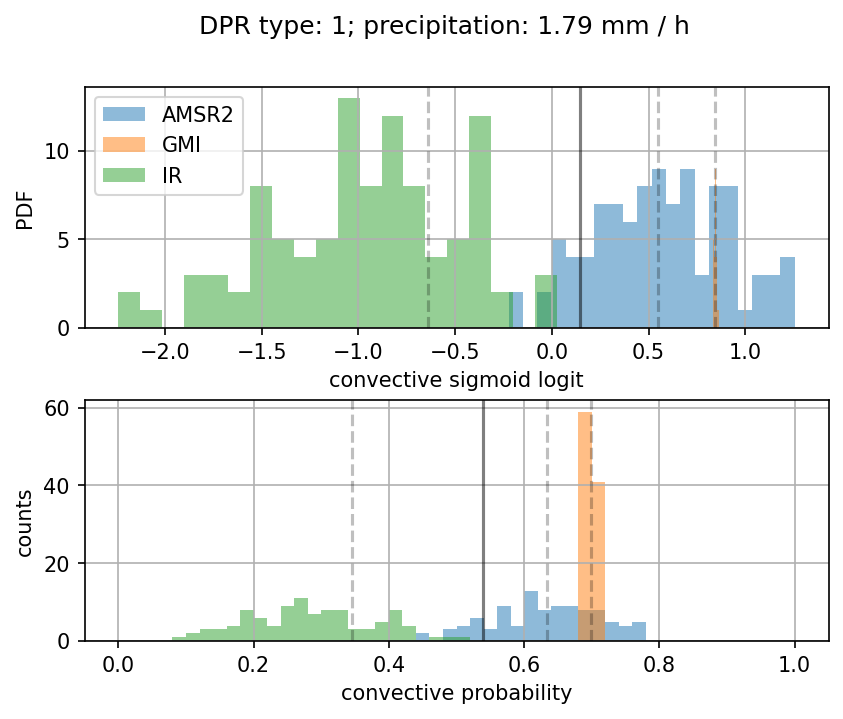 DPR type: 1; precipitation: 1.79 mm / h
AMSR2
GMI
IR
PDF
10
5
0
−2.0 −1.5 −1.0 −0.5 0.0 0.5 1.0
convective sigmoid logit
counts
60
40
20
0
0.0 0.2 0.4 0.6 0.8 1.0
convective probability